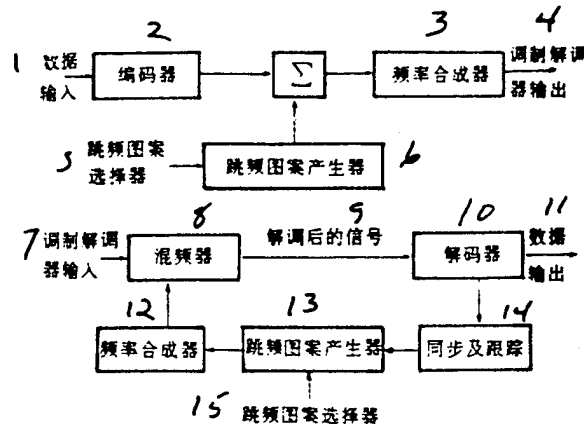 2 3 4
1 数据 编码器 Σ 频率合成器 调制解调
输入 器输出
5 跳频图案 跳频图案产生器 6
选择器
7 调制解调 8 9 10 11
器输入 混频器 解调后的信号 解码器 数据
输出
12 13 14
频率合成器 跳频图案产生器 同步及跟踪
15 跳频图案选择器